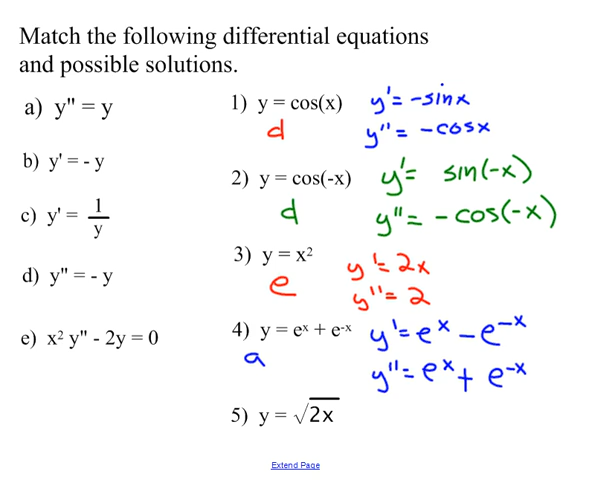 Match the following differential equations
and possible solutions.
a) y" = y
b) y' = - y
c) y' = 1/y
d) y" = - y
e) x² y" - 2y = 0
1) y = cos(x) y' = -sinx
d y" = -cosx
2) y = cos(-x) y' = sin(-x)
d y" = -cos(-x)
3) y = x² y' = 2x
e y" = 2
4) y = eˣ + e⁻ˣ y' = eˣ - e⁻ˣ
a y" = eˣ + e⁻ˣ
5) y = √2x
Extend Page